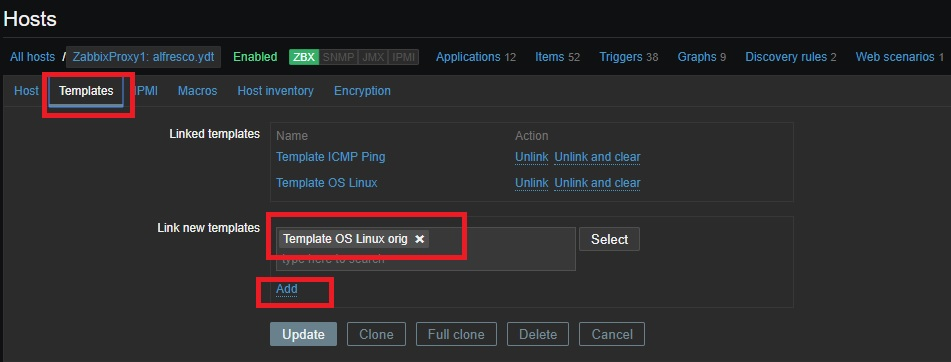 Hosts
All hosts / ZabbixProxy1: alfresco.ydt Enabled ZBX SNMP JMX IPMI Applications 12 Items 52 Triggers 38 Graphs 9 Discovery rules 2 Web scenarios 1
Host Templates IPMI Macros Host inventory Encryption
Linked templates Name Action
Template ICMP Ping Unlink Unlink and clear
Template OS Linux Unlink Unlink and clear
Link new templates Template OS Linux orig × Select
type here to search
Add
Update Clone Full clone Delete Cancel